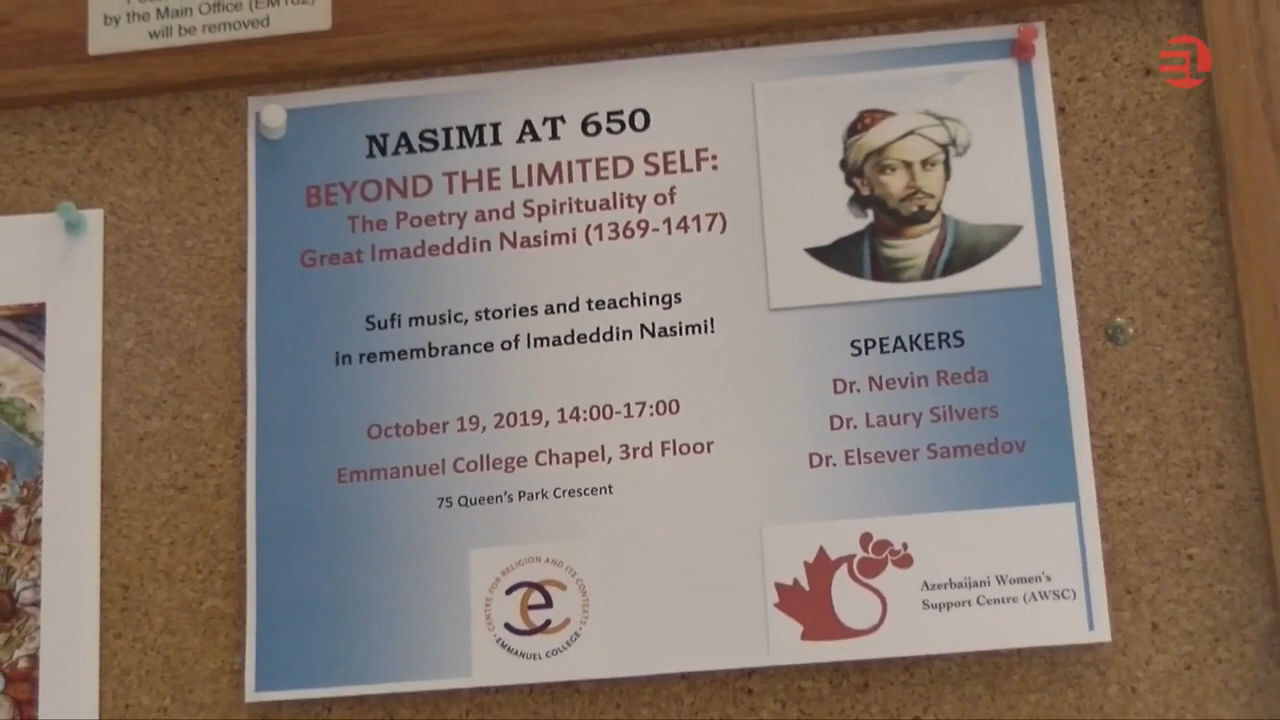 by the Main Office (EM102)
will be removed
NASIMI AT 650
BEYOND THE LIMITED SELF:
The Poetry and Spirituality of
Great Imadeddin Nasimi (1369-1417)
Sufi music, stories and teachings
in remembrance of Imadeddin Nasimi!
October 19, 2019, 14:00-17:00
Emmanuel College Chapel, 3rd Floor
75 Queen's Park Crescent
SPEAKERS
Dr. Nevin Reda
Dr. Laury Silvers
Dr. Elsever Samedov
CENTRE FOR RELIGION AND ITS CONTEXTS
• EMMANUEL COLLEGE •
Azerbaijani Women's
Support Centre (AWSC)